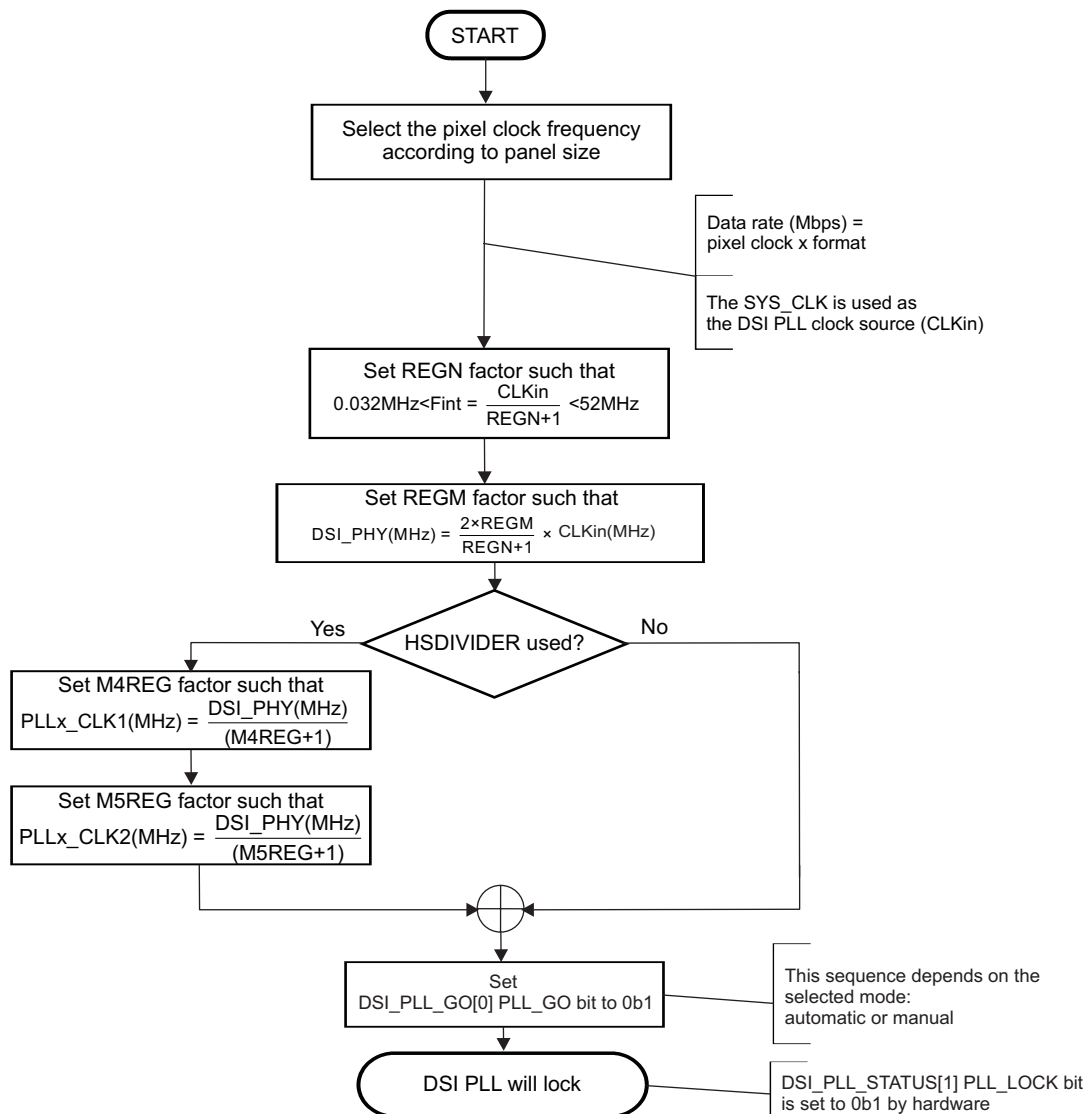 START
Select the pixel clock frequency
according to panel size
Data rate (Mbps) =
pixel clock x format
The SYS_CLK is used as
the DSI PLL clock source (CLKin)
Set REGN factor such that
0.032MHz<Fint = CLKin / REGN+1 <52MHz
Set REGM factor such that
DSI_PHY(MHz) = 2×REGM / REGN+1 × CLKin(MHz)
HSDIVIDER used?
Yes
No
Set M4REG factor such that
PLLx_CLK1(MHz) = DSI_PHY(MHz) / (M4REG+1)
Set M5REG factor such that
PLLx_CLK2(MHz) = DSI_PHY(MHz) / (M5REG+1)
Set
DSI_PLL_GO[0] PLL_GO bit to 0b1
This sequence depends on the
selected mode:
automatic or manual
DSI PLL will lock
DSI_PLL_STATUS[1] PLL_LOCK bit
is set to 0b1 by hardware